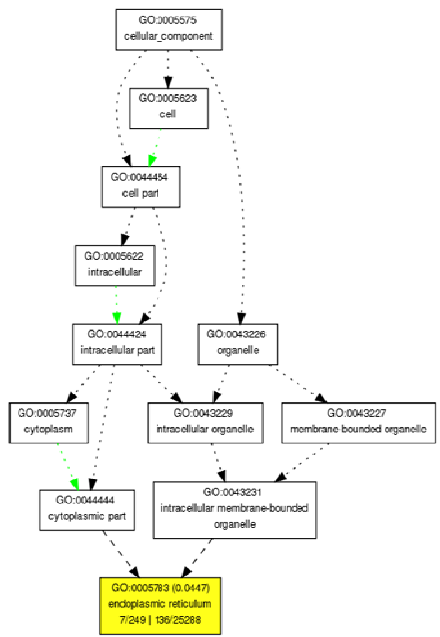 GO:0005575
cellular_component
GO:0005623
cell
GO:0044464
cell part
GO:0005622
intracellular
GO:0044424
intracellular part
GO:0043226
organelle
GO:0005737
cytoplasm
GO:0043229
intracellular organelle
GO:0043227
membrane-bounded organelle
GO:0044444
cytoplasmic part
GO:0043231
intracellular membrane-bounded
organelle
GO:0005783 (0.0447)
endoplasmic reticulum
7/249 | 136/25288